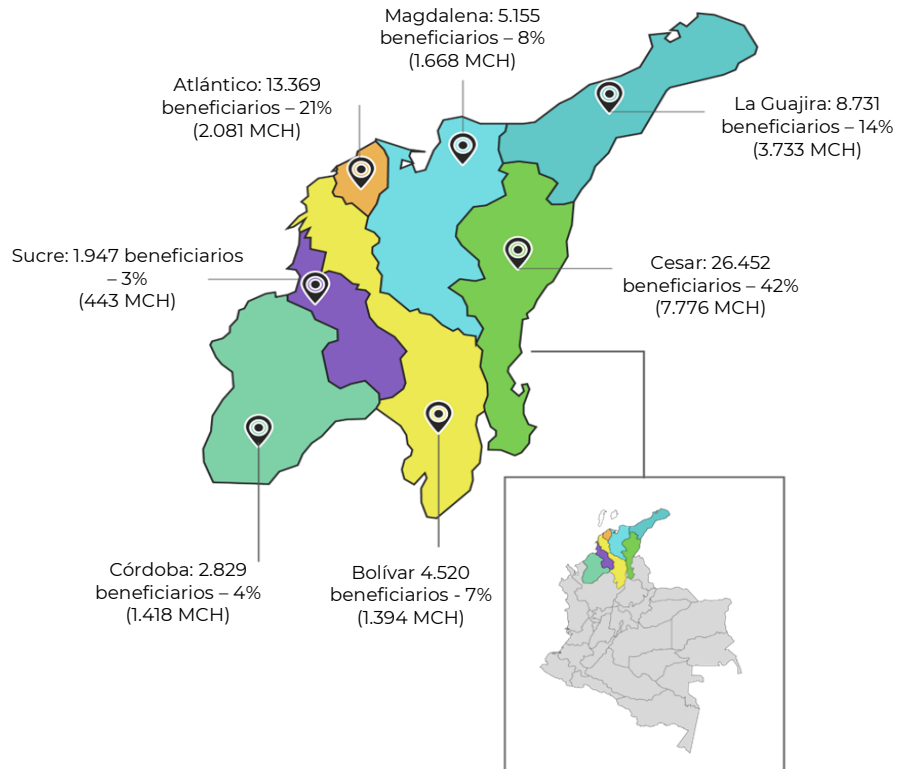 Magdalena: 5.155
beneficiarios – 8%
(1.668 MCH)
Atlántico: 13.369
beneficiarios – 21%
(2.081 MCH)
La Guajira: 8.731
beneficiarios – 14%
(3.733 MCH)
Sucre: 1.947 beneficiarios
– 3%
(443 MCH)
Cesar: 26.452
beneficiarios – 42%
(7.776 MCH)
Córdoba: 2.829
beneficiarios – 4%
(1.418 MCH)
Bolívar 4.520
beneficiarios - 7%
(1.394 MCH)